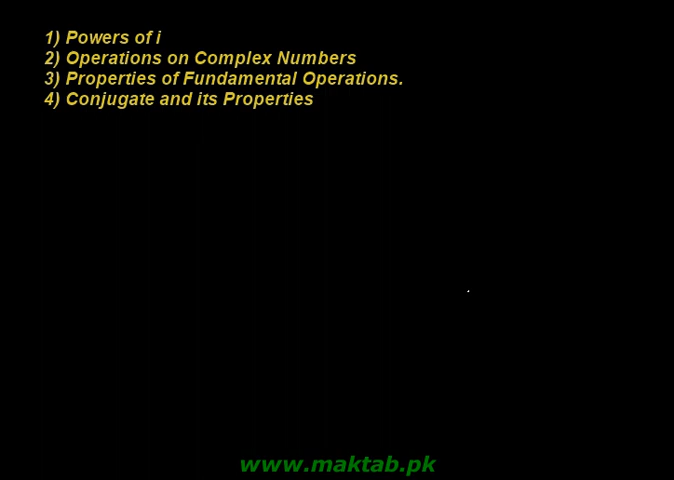 1) Powers of i
2) Operations on Complex Numbers
3) Properties of Fundamental Operations.
4) Conjugate and its Properties
www.maktab.pk